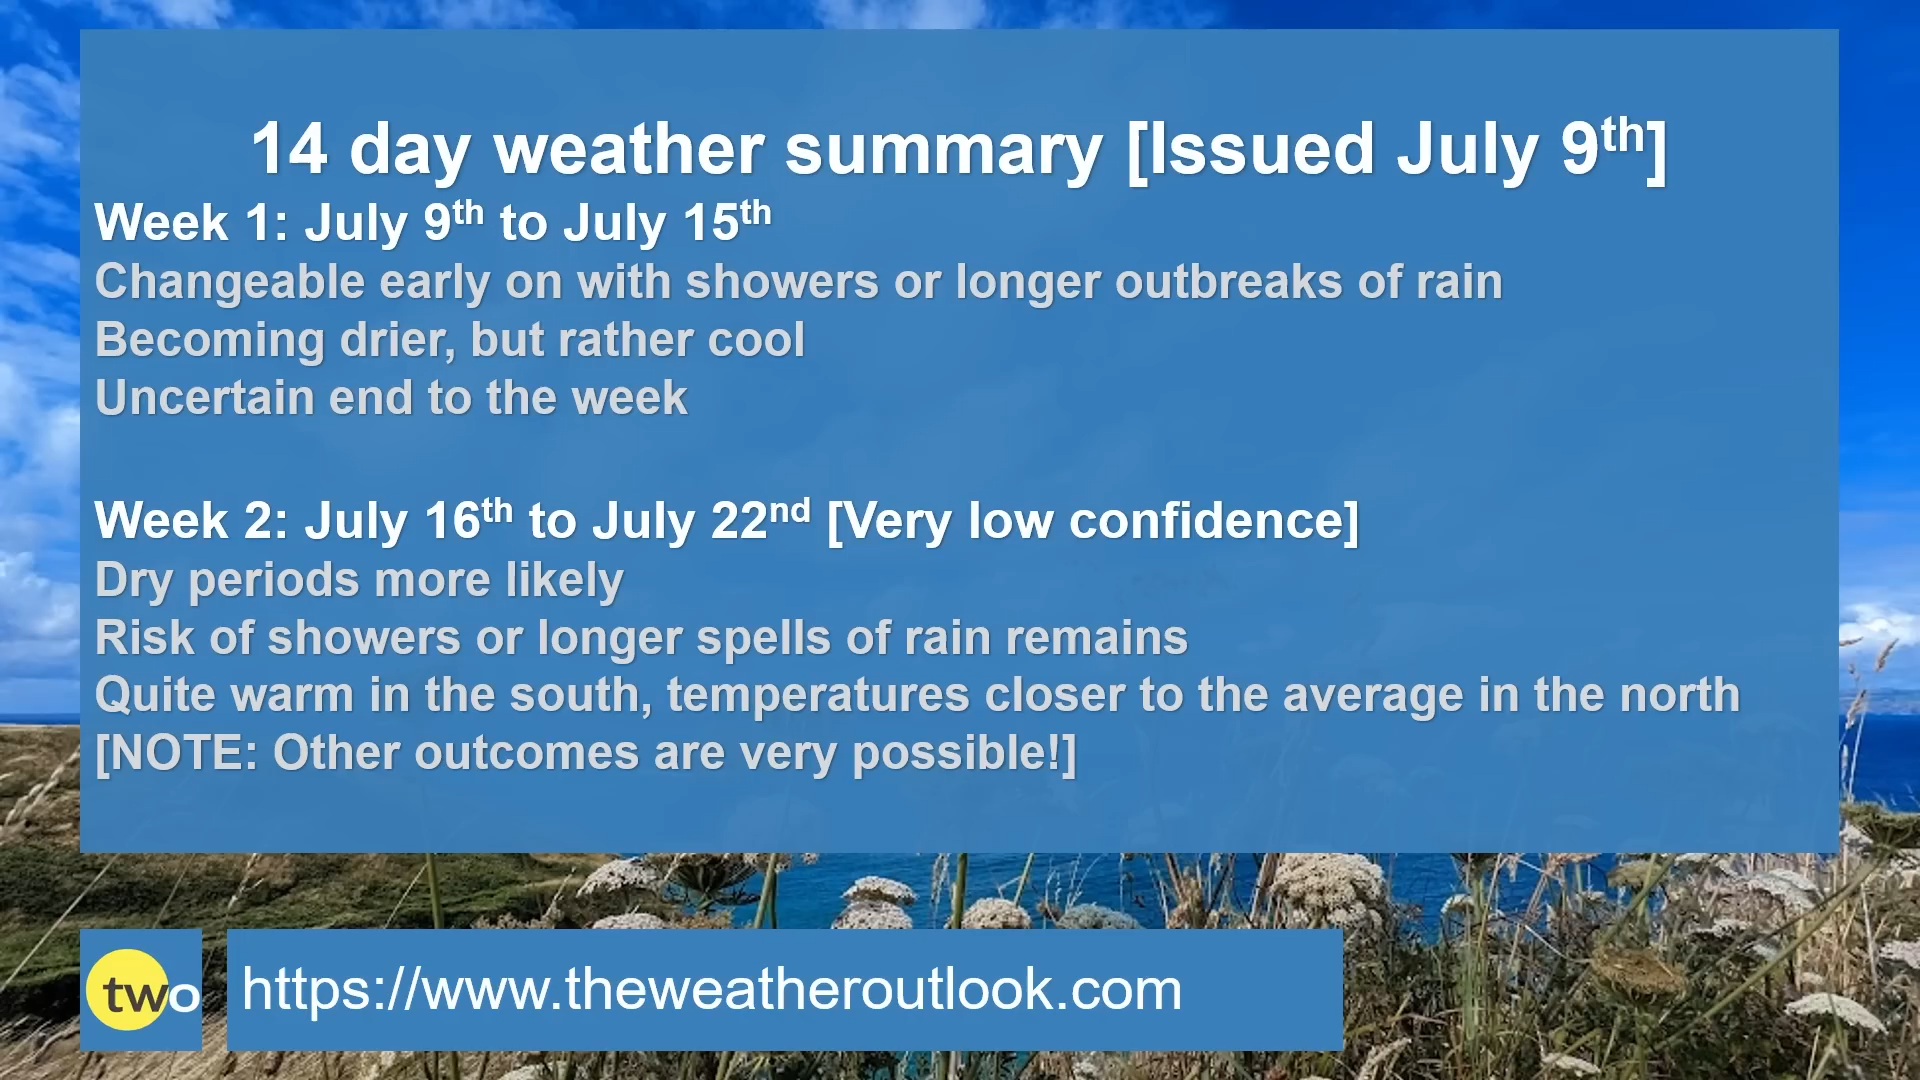 14 day weather summary [Issued July 9th]
Week 1: July 9th to July 15th
Changeable early on with showers or longer outbreaks of rain
Becoming drier, but rather cool
Uncertain end to the week
Week 2: July 16th to July 22nd [Very low confidence]
Dry periods more likely
Risk of showers or longer spells of rain remains
Quite warm in the south, temperatures closer to the average in the north
[NOTE: Other outcomes are very possible!]
two
https://www.theweatheroutlook.com